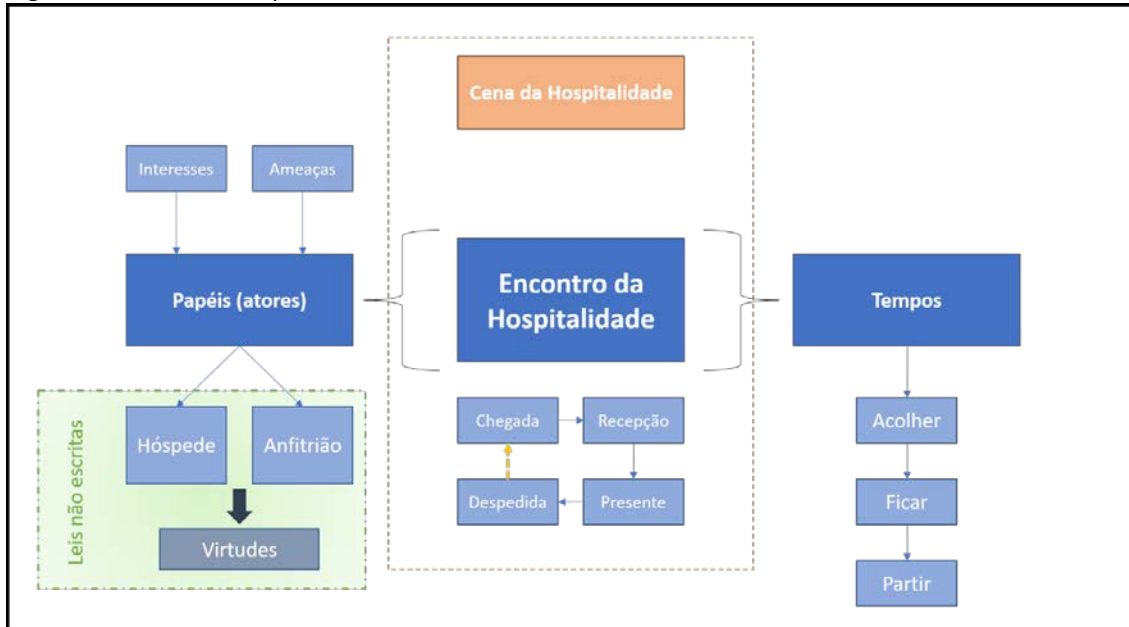 Cena da Hospitalidade
Interesses
Ameaças
Papéis (atores)
Encontro da
Hospitalidade
Tempos
Leis não escritas
Hóspede
Anfitrião
Virtudes
Chegada
Recepção
Despedida
Presente
Acolher
Ficar
Partir